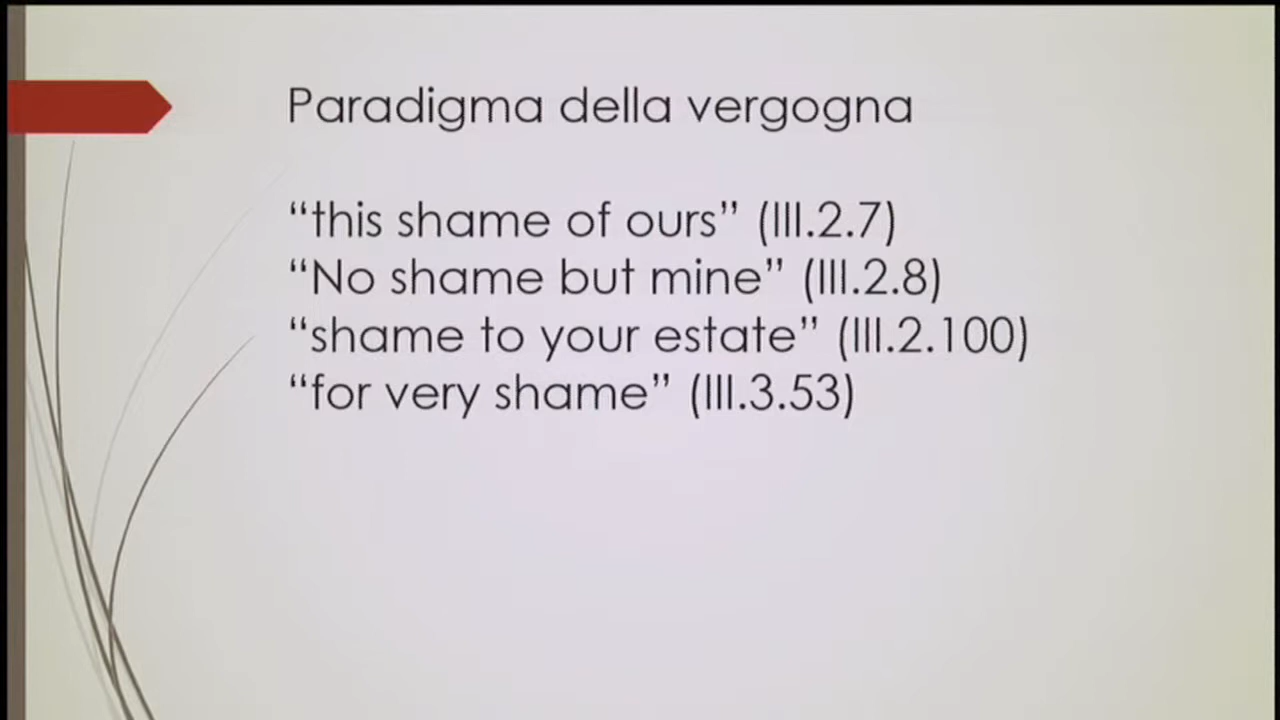 Paradigma della vergogna
“this shame of ours” (III.2.7)
“No shame but mine” (III.2.8)
“shame to your estate” (III.2.100)
“for very shame” (III.3.53)